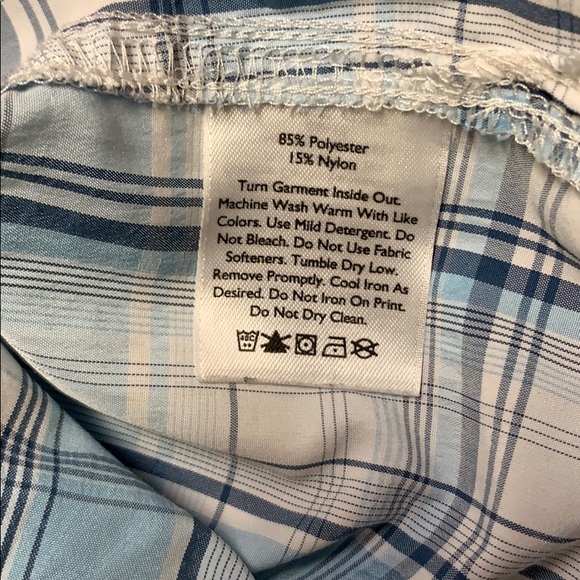 85% Polyester
15% Nylon
Turn Garment Inside Out.
Machine Wash Warm With Like
Colors. Use Mild Detergent. Do
Not Bleach. Do Not Use Fabric
Softeners. Tumble Dry Low.
Remove Promptly. Cool Iron As
Desired. Do Not Iron On Print.
Do Not Dry Clean.